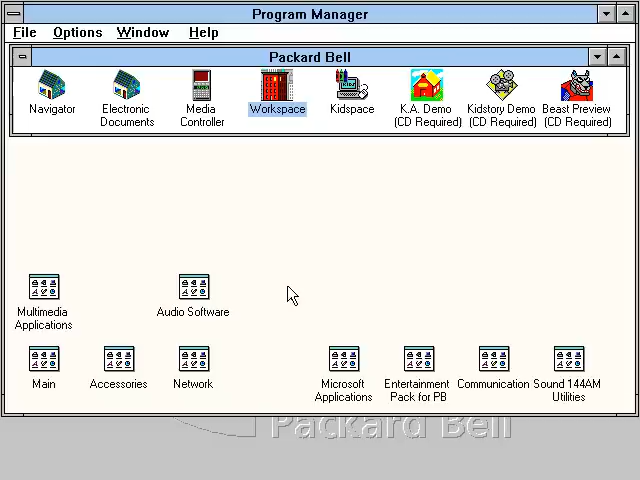 Program Manager
File Options Window Help
Packard Bell
Navigator
Electronic
Documents
Media
Controller
Workspace
Kidspace
K.A. Demo
(CD Required)
Kidstory Demo
(CD Required)
Beast Preview
(CD Required)
Multimedia
Applications
Audio Software
Main
Accessories
Network
Microsoft
Applications
Entertainment
Pack for PB
Communication
Sound 144AM
Utilities
Packard Bell